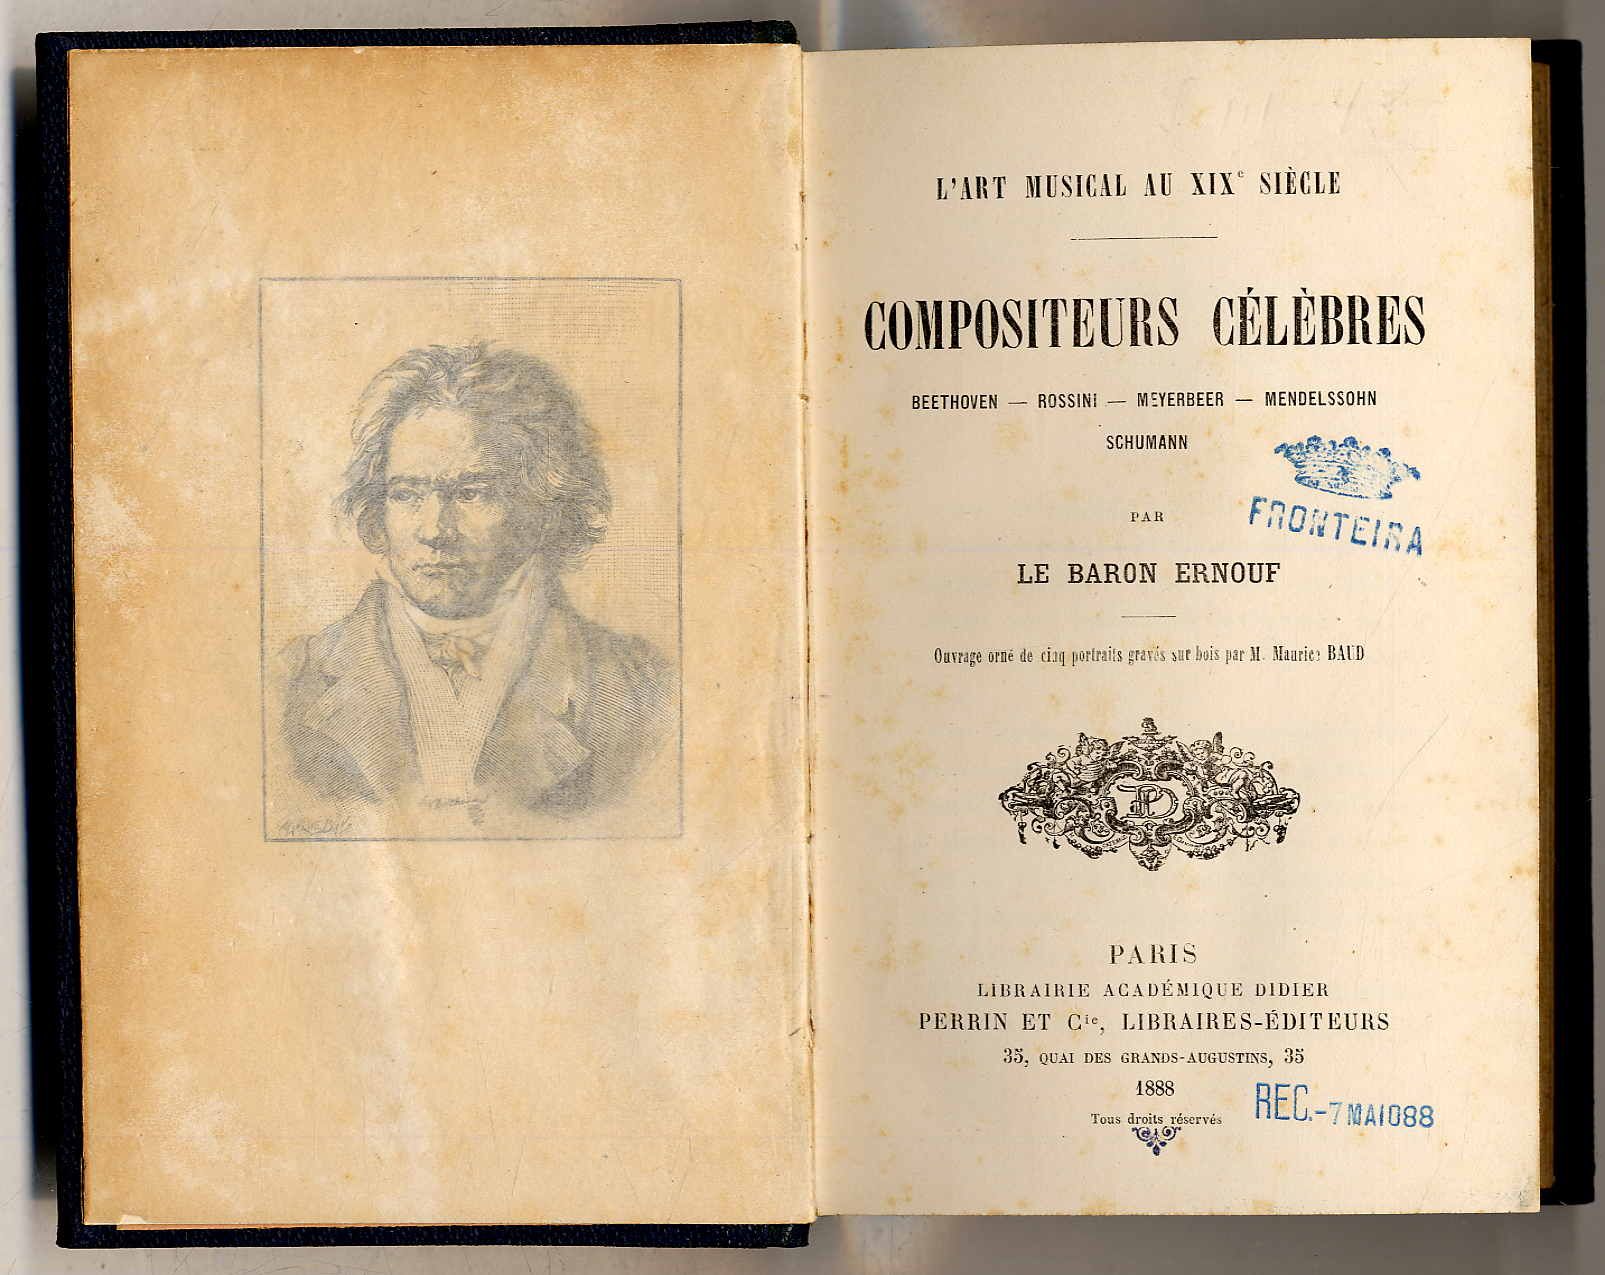 L'ART MUSICAL AU XIXe SIÈCLE
COMPOSITEURS CÉLÈBRES
BEETHOVEN — ROSSINI — MEYERBEER — MENDELSSOHN
SCHUMANN
FRONTEIRA
PAR
LE BARON ERNOUF
Ouvrage orné de cinq portraits gravés sur bois par M. Maurice BAUD
PARIS
LIBRAIRIE ACADÉMIQUE DIDIER
PERRIN ET Cie, LIBRAIRES-ÉDITEURS
35, QUAI DES GRANDS-AUGUSTINS, 35
1888
REC.-7 MAIO88
Tous droits réservés